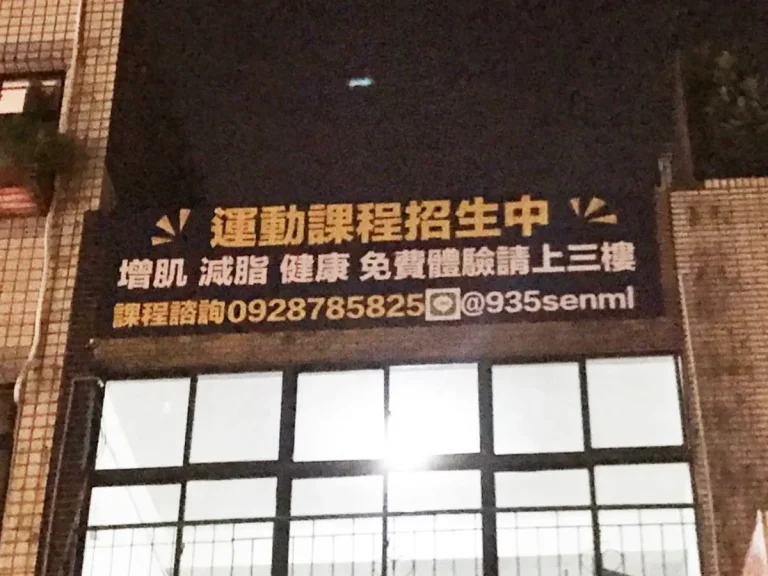 運動課程招生中
增肌 減脂 健康 免費體驗請上三樓
課程諮詢0928785825 @935senml